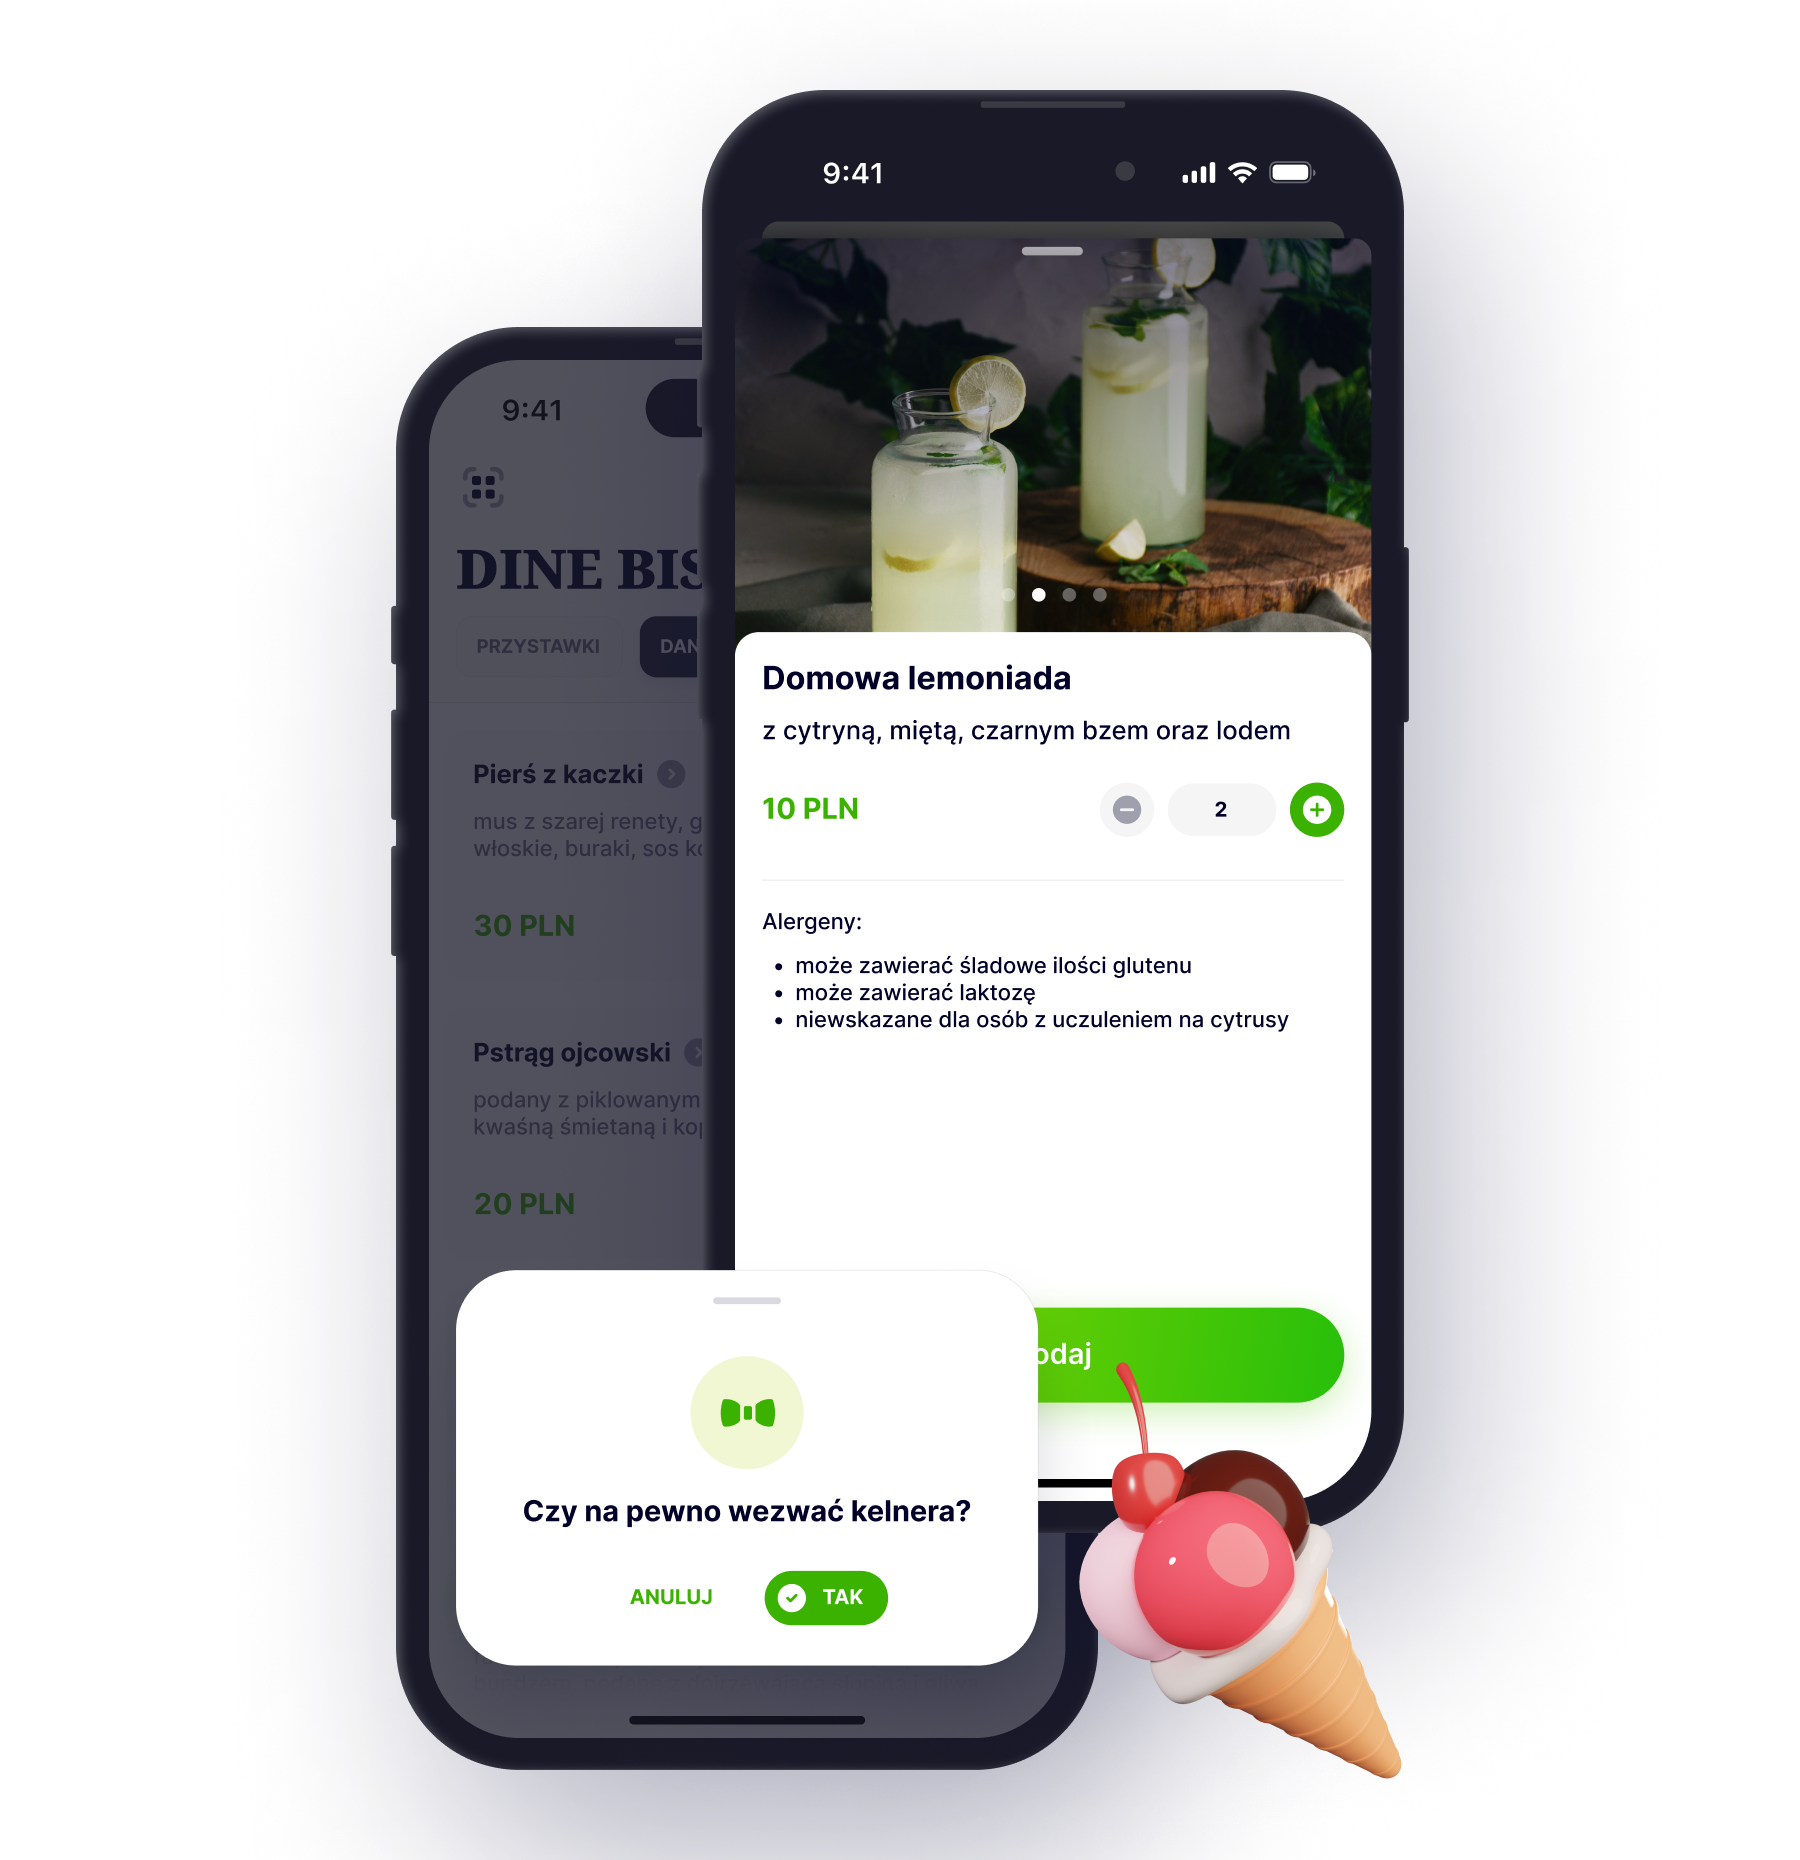 9:41
Domowa lemoniada
z cytryną, miętą, czarnym bzem oraz lodem
10 PLN
2
Alergeny:
• może zawierać śladowe ilości glutenu
• może zawierać laktozę
• niewskazane dla osób z uczuleniem na cytrusy
odaj
9:41
DINE BIS
PRZYSTAWKI
DAN
Pierś z kaczki
mus z szarej renety, g
włoskie, buraki, sos ko
30 PLN
Pstrąg ojcowski
podany z piklowanym
kwaśną śmietaną i kop
20 PLN
Czy na pewno wezwać kelnera?
ANULUJ
TAK